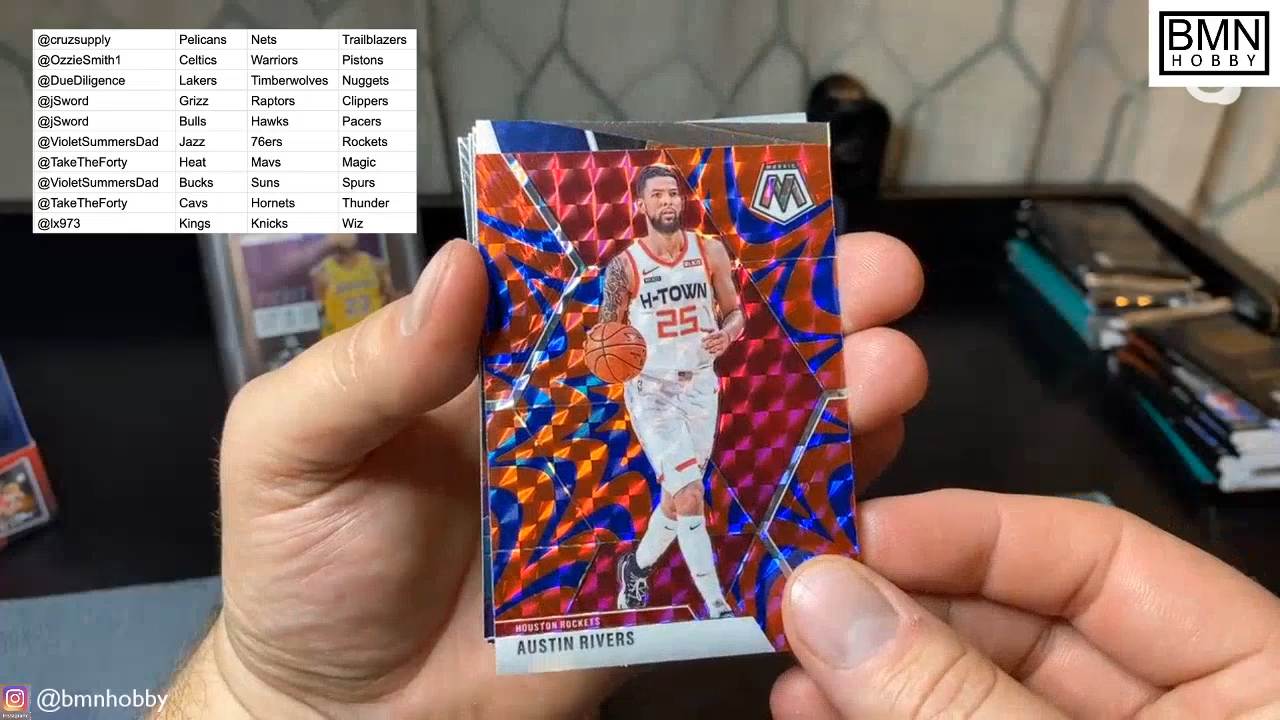 @cruzsupply Pelicans Nets Trailblazers
@OzzieSmith1 Celtics Warriors Pistons
@DueDiligence Lakers Timberwolves Nuggets
@jSword Grizz Raptors Clippers
@jSword Bulls Hawks Pacers
@VioletSummersDad Jazz 76ers Rockets
@TakeTheForty Heat Mavs Magic
@VioletSummersDad Bucks Suns Spurs
@TakeTheForty Cavs Hornets Thunder
@lx973 Kings Knicks Wiz
BMN
HOBBY
MOSAIC
H-TOWN
25
HOUSTON ROCKETS
AUSTIN RIVERS
@bmnhobby
Instagram